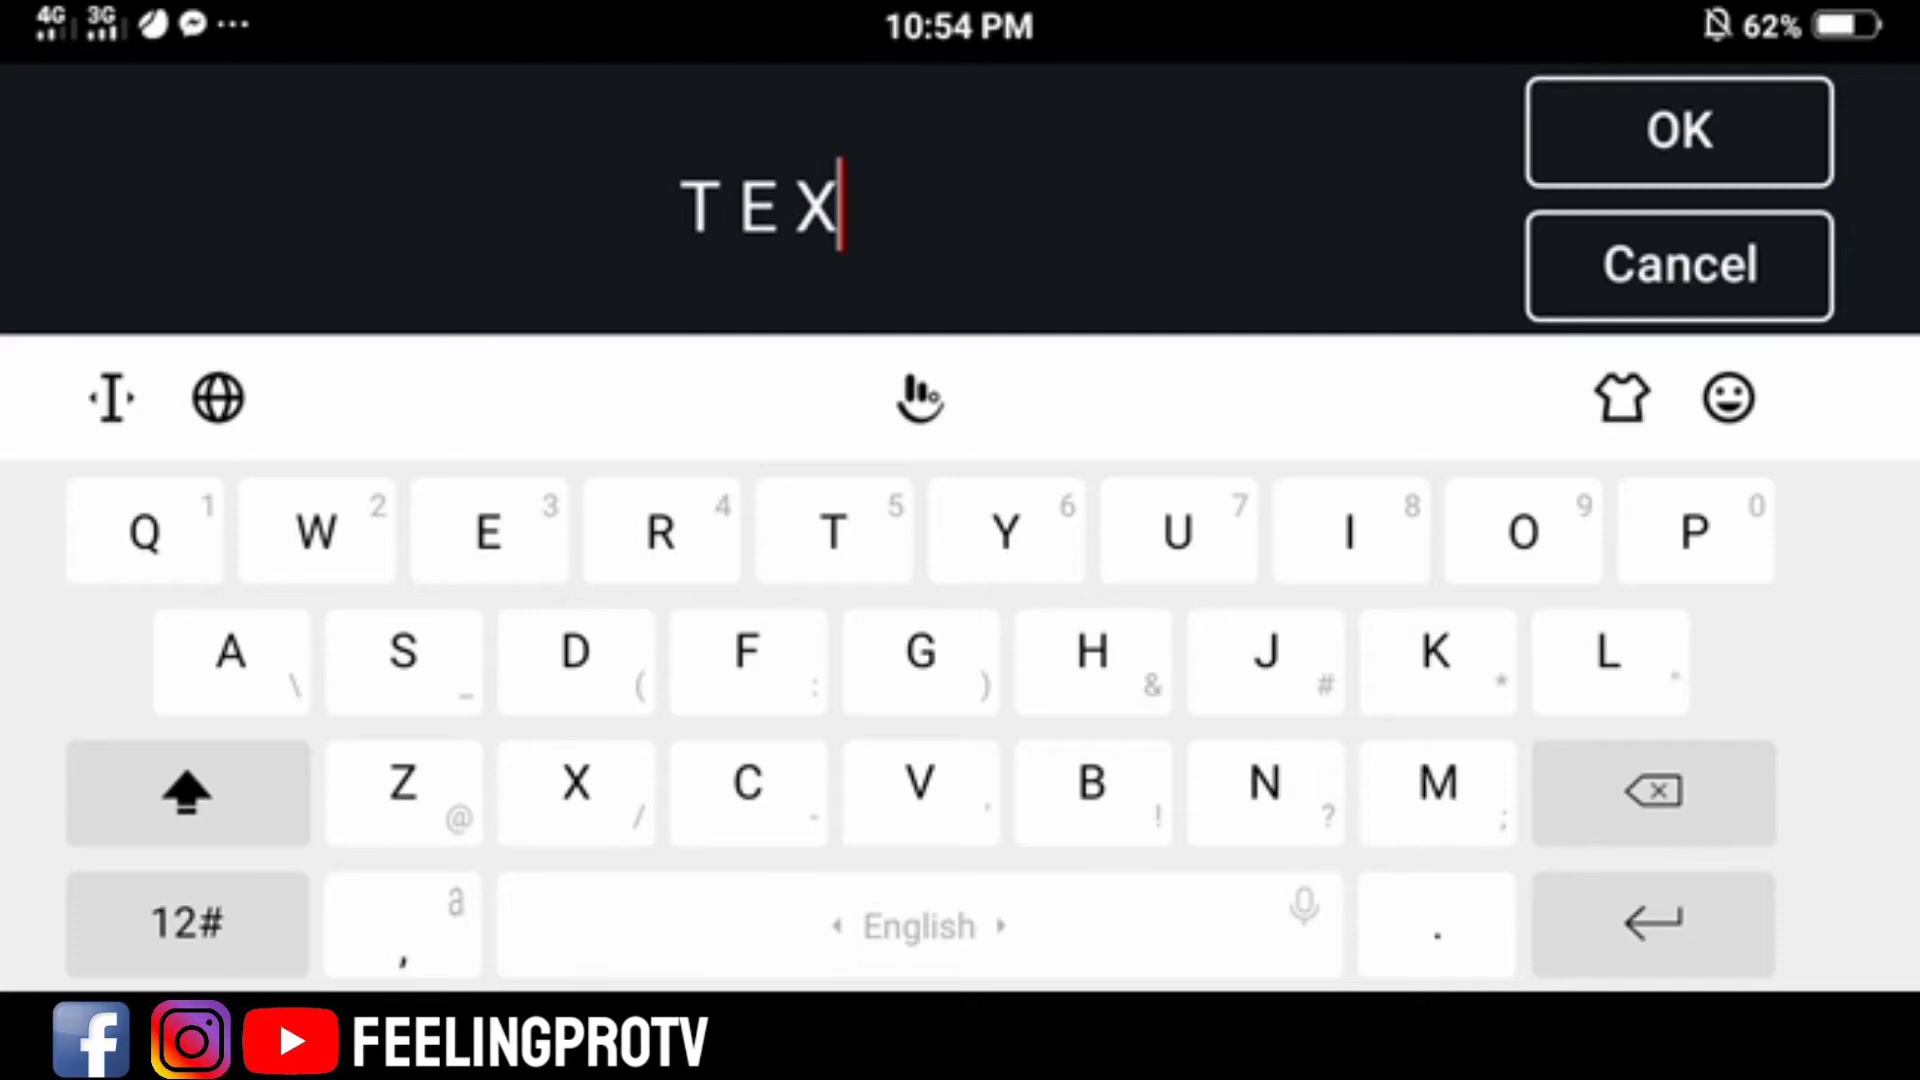 4G 3G 10:54 PM 62%
T E X
OK
Cancel
Q 1 W 2 E 3 R 4 T 5 Y 6 U 7 I 8 O 9 P 0
A \ S _ D ( F : G ) H & J # K * L "
Z @ X / C - V ' B ! N ? M ;
12# , a English .
FEELINGPROTV